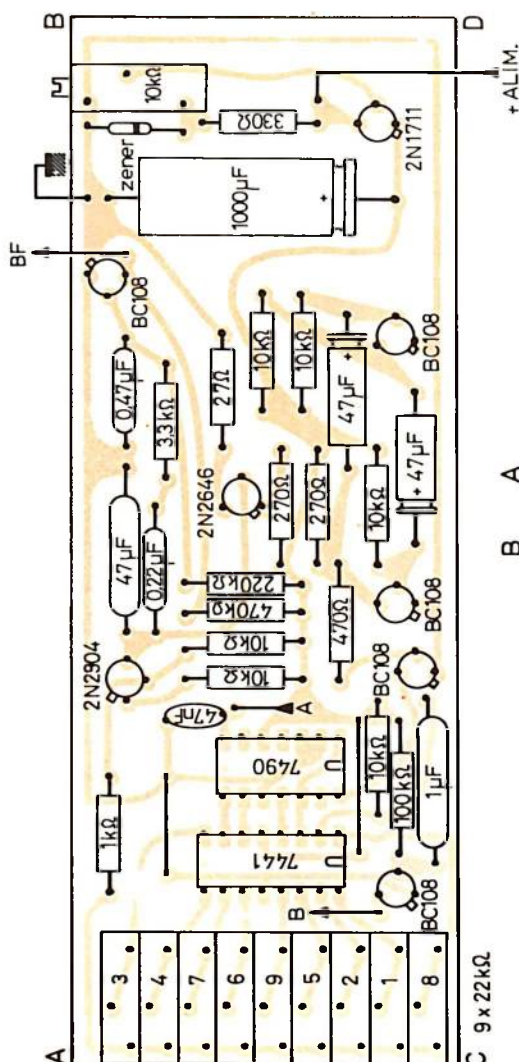 B
D
10kΩ
330Ω
+ ALIM.
2N1711
zener
1000µF
+
BF
BC108
0,47µF
3,3kΩ
27Ω
10kΩ
10kΩ
47µF
+
BC108
47µF
0,22µF
2N2646
270Ω
270Ω
10kΩ
+ 47µF
A
B
220kΩ
470kΩ
10kΩ
10kΩ
470Ω
BC108
2N2904
BC108
47nF
A
7490
10kΩ
100kΩ
1µF
1kΩ
7441
B
BC108
3
4
7
6
9
5
2
1
8
9 x 22kΩ
A
C